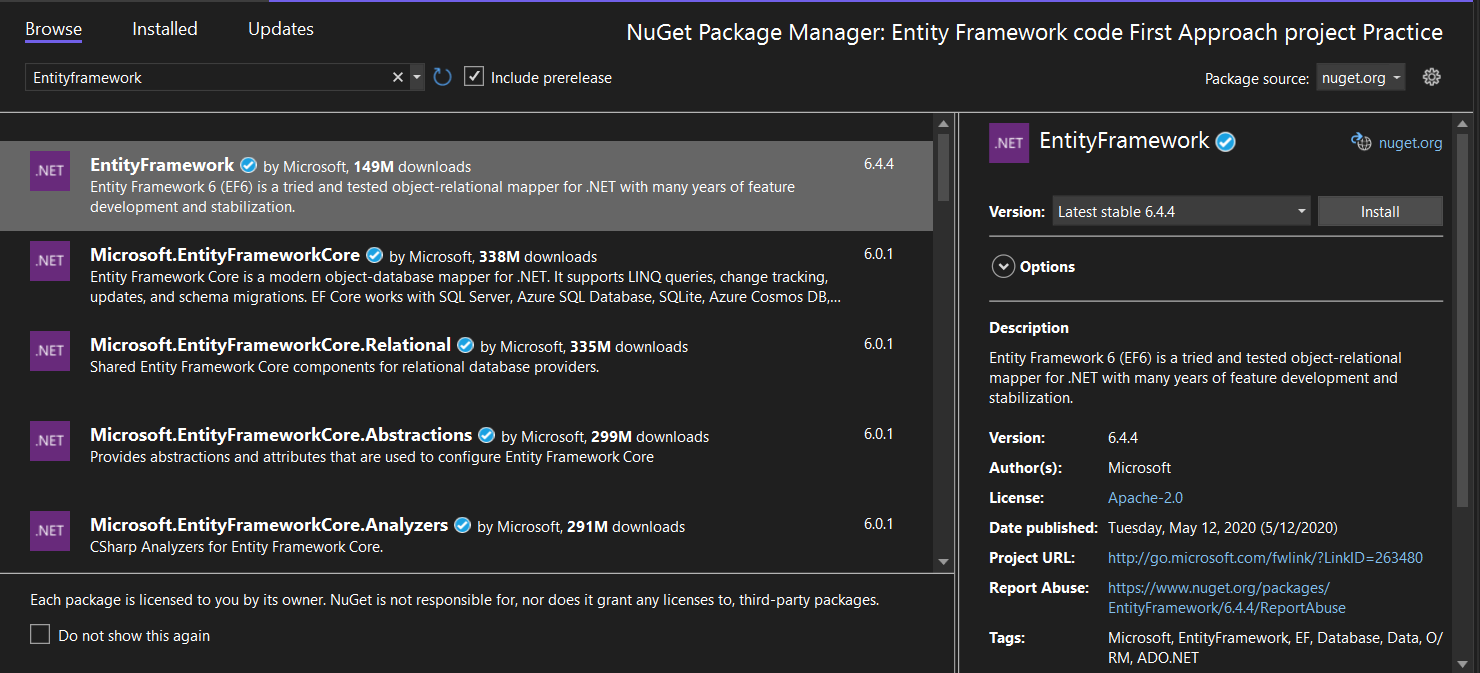 Browse Installed Updates
NuGet Package Manager: Entity Framework code First Approach project Practice
Entityframework
Include prerelease
Package source: nuget.org
.NET
EntityFramework by Microsoft, 149M downloads 6.4.4
Entity Framework 6 (EF6) is a tried and tested object-relational mapper for .NET with many years of feature
development and stabilization.
.NET
Microsoft.EntityFrameworkCore by Microsoft, 338M downloads 6.0.1
Entity Framework Core is a modern object-database mapper for .NET. It supports LINQ queries, change tracking,
updates, and schema migrations. EF Core works with SQL Server, Azure SQL Database, SQLite, Azure Cosmos DB,...
.NET
Microsoft.EntityFrameworkCore.Relational by Microsoft, 335M downloads 6.0.1
Shared Entity Framework Core components for relational database providers.
.NET
Microsoft.EntityFrameworkCore.Abstractions by Microsoft, 299M downloads 6.0.1
Provides abstractions and attributes that are used to configure Entity Framework Core
.NET
Microsoft.EntityFrameworkCore.Analyzers by Microsoft, 291M downloads 6.0.1
CSharp Analyzers for Entity Framework Core.
Each package is licensed to you by its owner. NuGet is not responsible for, nor does it grant any licenses to, third-party packages.
Do not show this again
.NET
EntityFramework
nuget.org
Version: Latest stable 6.4.4 Install
Options
Description
Entity Framework 6 (EF6) is a tried and tested object-relational
mapper for .NET with many years of feature development and
stabilization.
Version: 6.4.4
Author(s): Microsoft
License: Apache-2.0
Date published: Tuesday, May 12, 2020 (5/12/2020)
Project URL: http://go.microsoft.com/fwlink/?LinkID=263480
Report Abuse: https://www.nuget.org/packages/
EntityFramework/6.4.4/ReportAbuse
Tags: Microsoft, EntityFramework, EF, Database, Data, O/
RM, ADO.NET